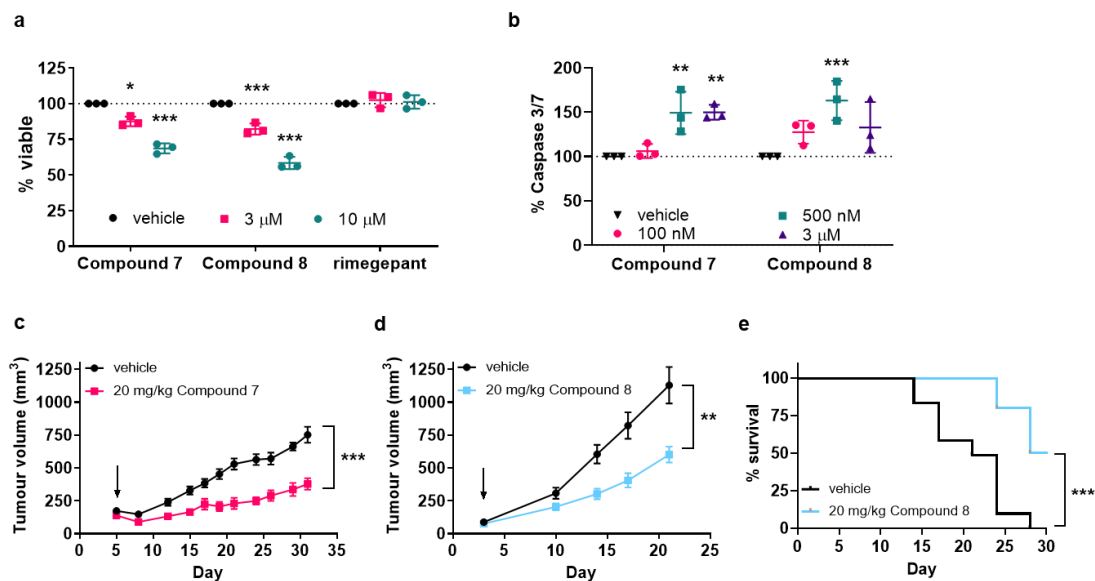 a
125
100
75
50
25
0
% viable
*
***
***
***
vehicle
3 μM
10 μM
Compound 7
Compound 8
rimegepant
b
200
150
100
50
0
% Caspase 3/7
**
**
***
vehicle
100 nM
500 nM
3 μM
Compound 7
Compound 8
c
Tumour volume (mm³)
1250
1000
750
500
250
0
vehicle
20 mg/kg Compound 7
***
0 5 10 15 20 25 30 35
Day
d
Tumour volume (mm³)
1250
1000
750
500
250
0
vehicle
20 mg/kg Compound 8
**
0 5 10 15 20 25
Day
e
% survival
100
75
50
25
0
vehicle
20 mg/kg Compound 8
***
0 10 20 30
Day